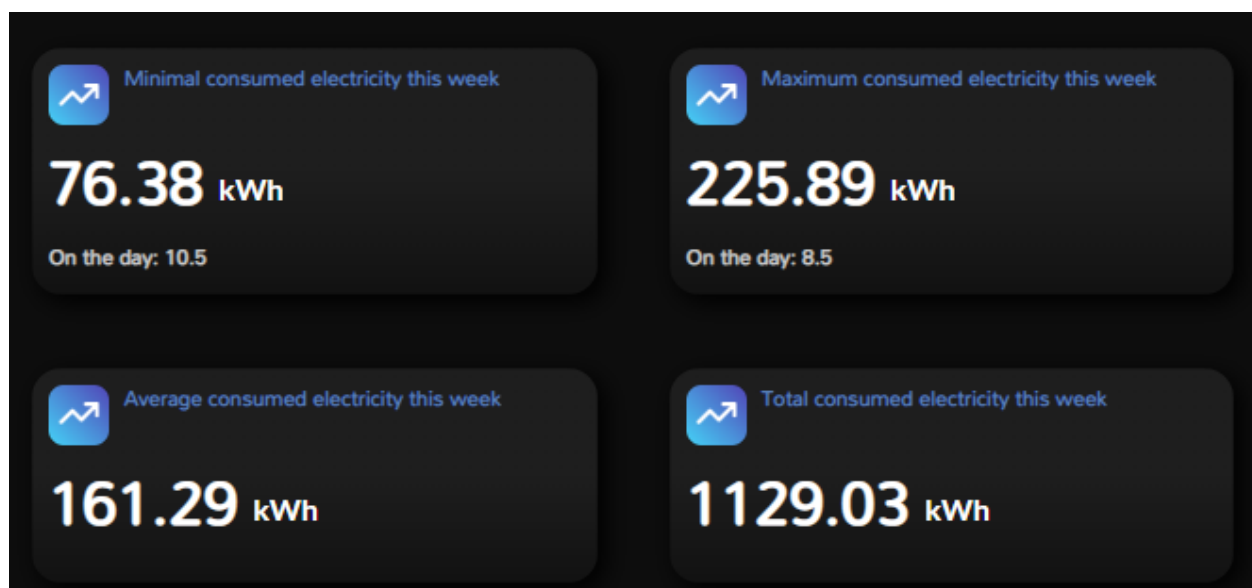 Minimal consumed electricity this week
76.38 kWh
On the day: 10.5
Maximum consumed electricity this week
225.89 kWh
On the day: 8.5
Average consumed electricity this week
161.29 kWh
Total consumed electricity this week
1129.03 kWh